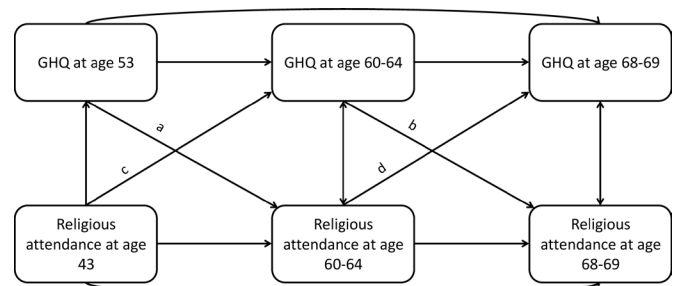 GHQ at age 53
GHQ at age 60-64
GHQ at age 68-69
a
b
c
d
Religious
attendance at age
43
Religious
attendance at age
60-64
Religious
attendance at age
68-69